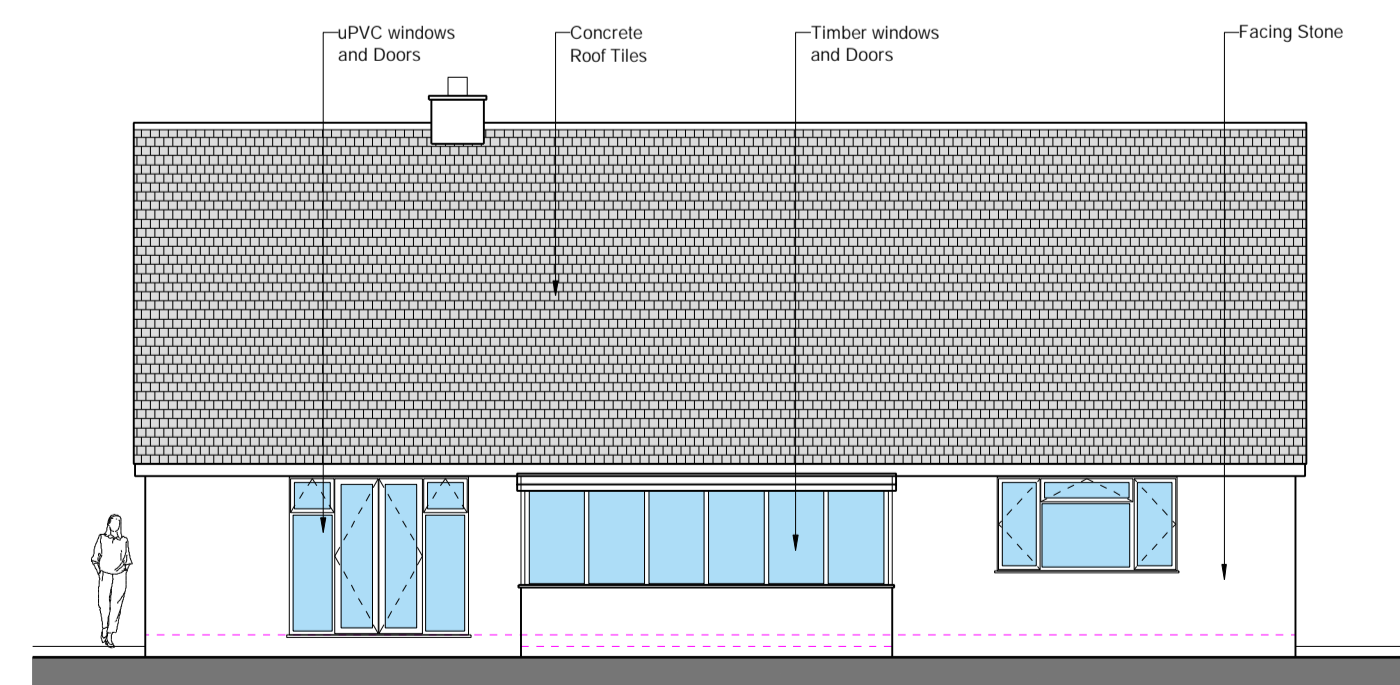 uPVC windows
and Doors
Concrete
Roof Tiles
Timber windows
and Doors
Facing Stone